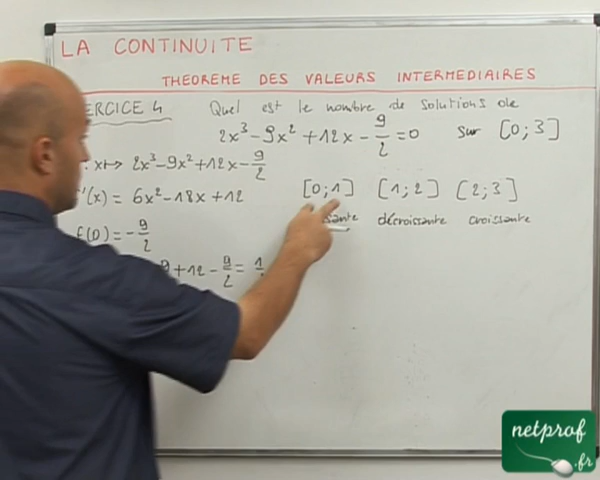 LA CONTINUITE
THEOREME DES VALEURS INTERMEDIAIRES
ERCICE 4 Quel est le nombre de solutions de
2x³-9x²+12x-9/2=0 sur [0;3]
x↦ 2x³-9x²+12x-9/2
'(x) = 6x²-18x+12 [0;1] [1;2] [2;3]
sante décroissante croissante
f(0)=-9/2
9+12-9/2=1
netprof
.fr